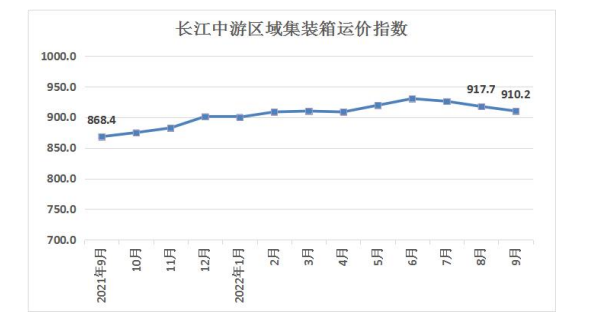 长江中游区域集装箱运价指数
1000.0
950.0
900.0
850.0
800.0
750.0
700.0
868.4
917.7
910.2
2021年9月
10月
11月
12月
2022年1月
2月
3月
4月
5月
6月
7月
8月
9月